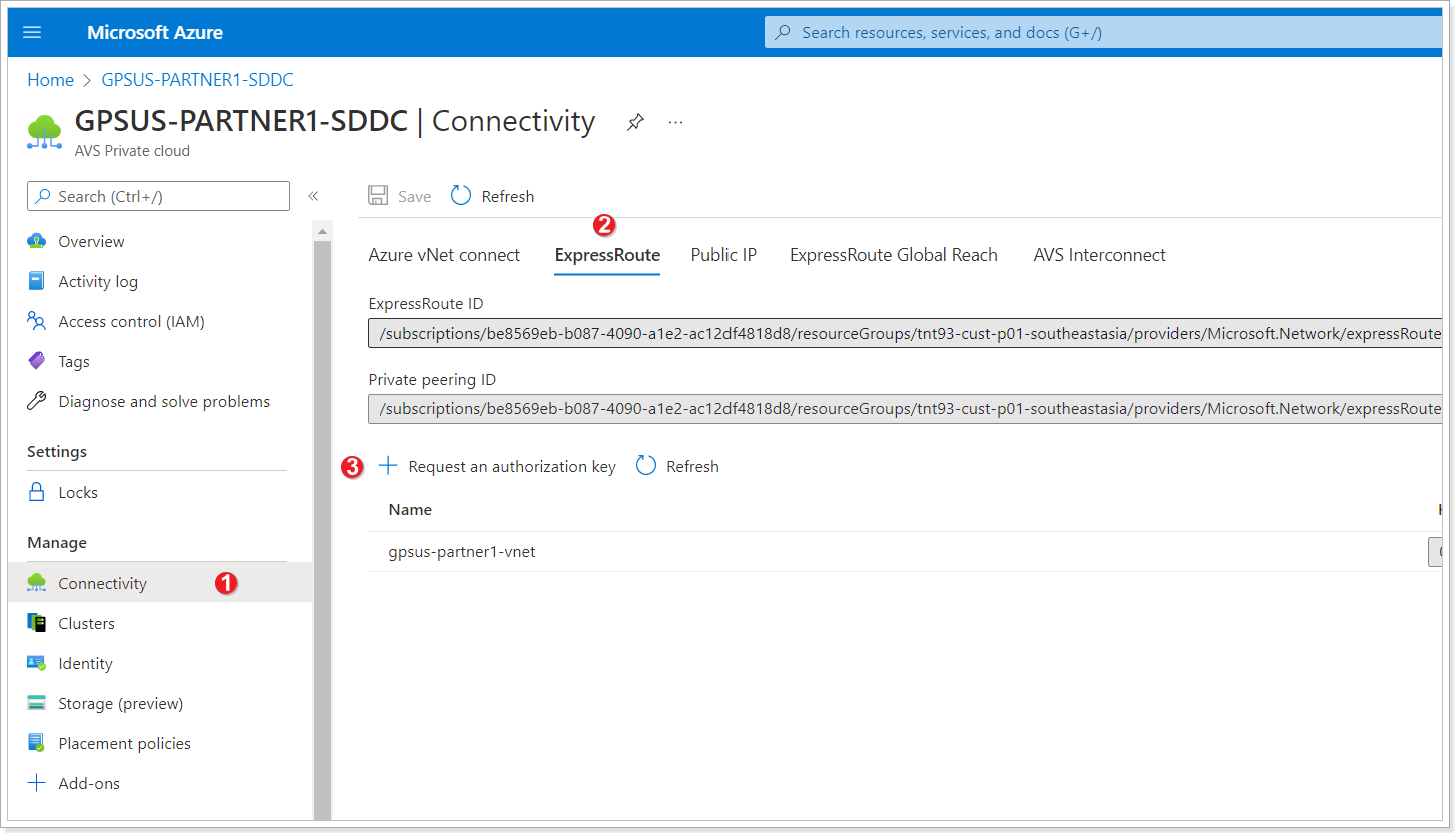 Microsoft Azure
Search resources, services, and docs (G+/)
Home > GPSUS-PARTNER1-SDDC
GPSUS-PARTNER1-SDDC | Connectivity ...
AVS Private cloud
Search (Ctrl+/) «
Save Refresh
2
Azure vNet connect ExpressRoute Public IP ExpressRoute Global Reach AVS Interconnect
ExpressRoute ID
/subscriptions/be8569eb-b087-4090-a1e2-ac12df4818d8/resourceGroups/tnt93-cust-p01-southeastasia/providers/Microsoft.Network/expressRoute
Private peering ID
/subscriptions/be8569eb-b087-4090-a1e2-ac12df4818d8/resourceGroups/tnt93-cust-p01-southeastasia/providers/Microsoft.Network/expressRoute
3 + Request an authorization key Refresh
Name
gpsus-partner1-vnet
Overview
Activity log
Access control (IAM)
Tags
Diagnose and solve problems
Settings
Locks
Manage
Connectivity 1
Clusters
Identity
Storage (preview)
Placement policies
Add-ons